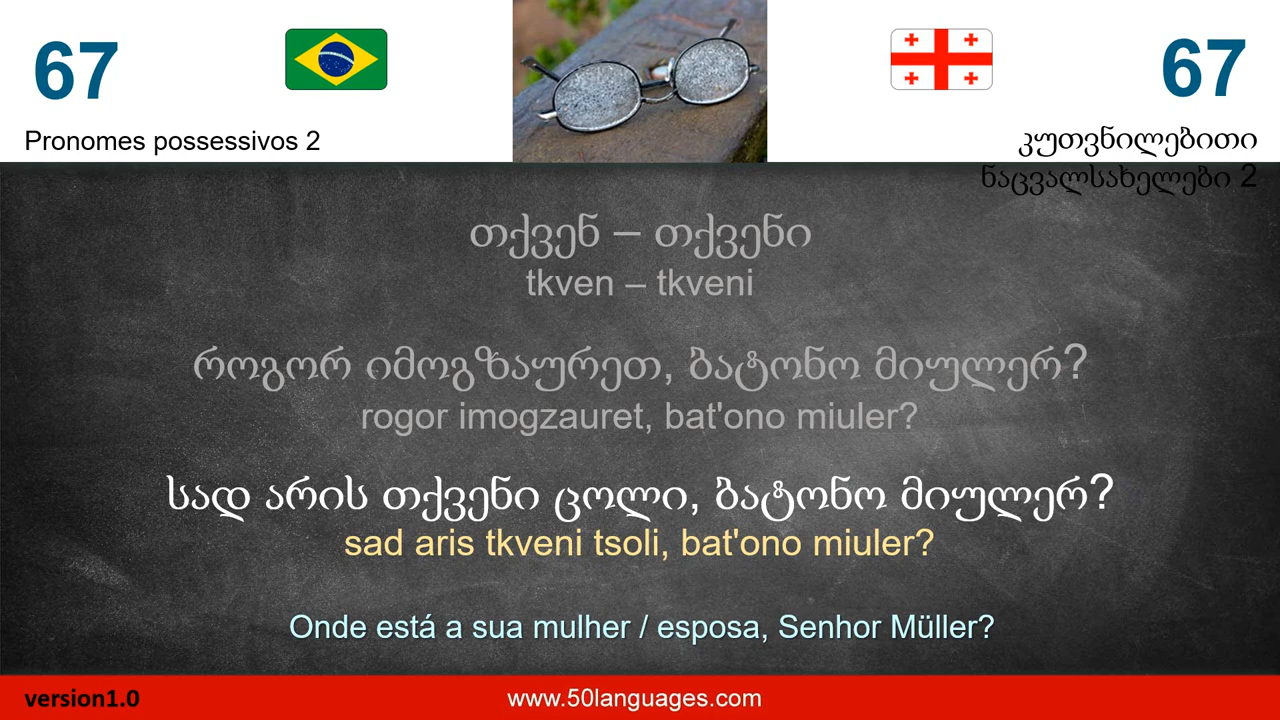 67
67
Pronomes possessivos 2
კუთვნილებითი
ნაცვალსახელები 2
თქვენ – თქვენი
tkven – tkveni
როგორ იმოგზაურეთ, ბატონო მიულერ?
rogor imogzauret, bat'ono miuler?
სად არის თქვენი ცოლი, ბატონო მიულერ?
sad aris tkveni tsoli, bat'ono miuler?
Onde está a sua mulher / esposa, Senhor Müller?
version1.0
www.50languages.com